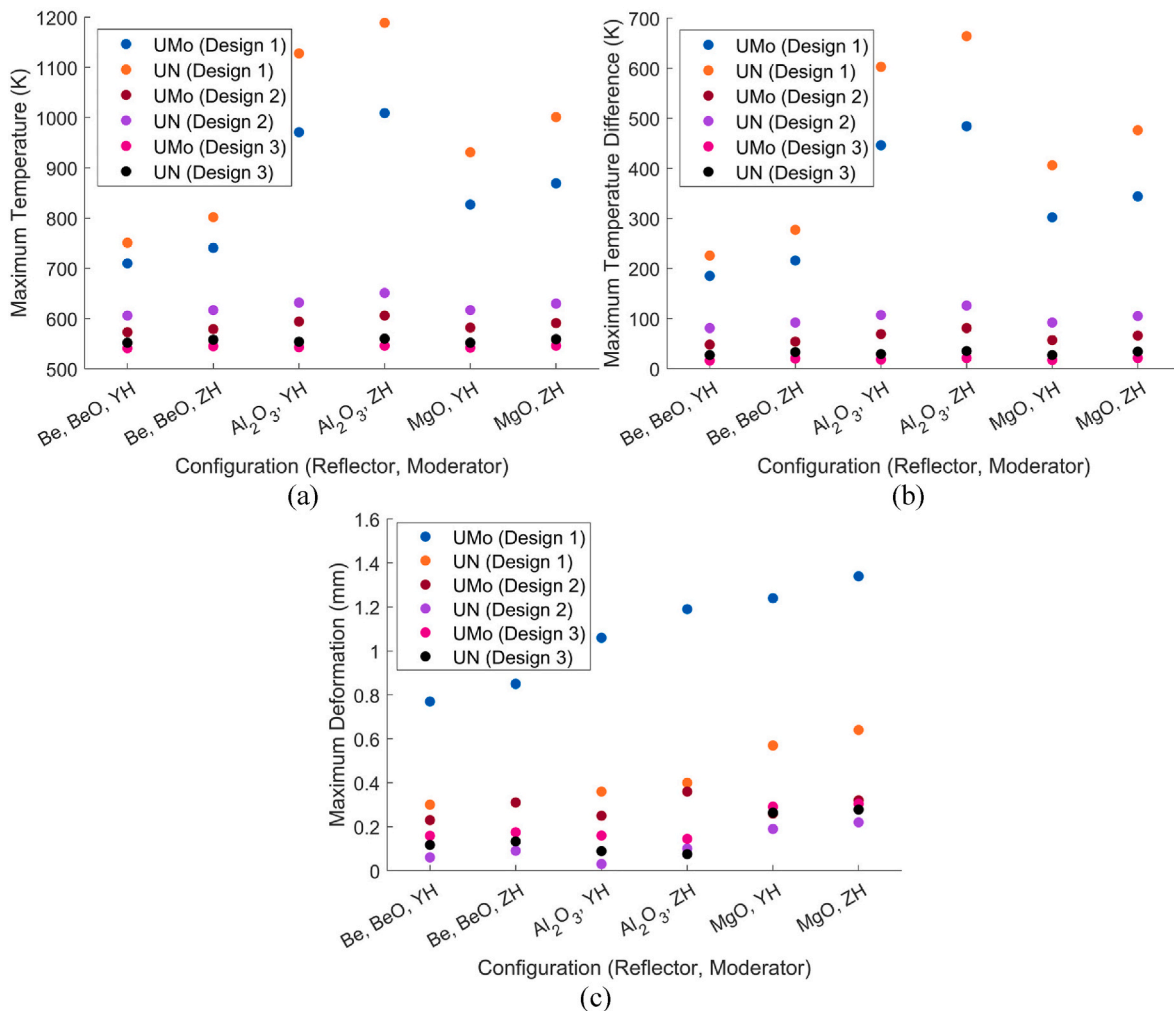 1200
1100
1000
900
800
700
600
500
Maximum Temperature (K)
UMo (Design 1)
UN (Design 1)
UMo (Design 2)
UN (Design 2)
UMo (Design 3)
UN (Design 3)
Be, BeO, YH
Be, BeO, ZH
Al₂O₃, YH
Al₂O₃, ZH
MgO, YH
MgO, ZH
Configuration (Reflector, Moderator)
(a)
700
600
500
400
300
200
100
0
Maximum Temperature Difference (K)
UMo (Design 1)
UN (Design 1)
UMo (Design 2)
UN (Design 2)
UMo (Design 3)
UN (Design 3)
Be, BeO, YH
Be, BeO, ZH
Al₂O₃, YH
Al₂O₃, ZH
MgO, YH
MgO, ZH
Configuration (Reflector, Moderator)
(b)
1.6
1.4
1.2
1
0.8
0.6
0.4
0.2
0
Maximum Deformation (mm)
UMo (Design 1)
UN (Design 1)
UMo (Design 2)
UN (Design 2)
UMo (Design 3)
UN (Design 3)
Be, BeO, YH
Be, BeO, ZH
Al₂O₃, YH
Al₂O₃, ZH
MgO, YH
MgO, ZH
Configuration (Reflector, Moderator)
(c)